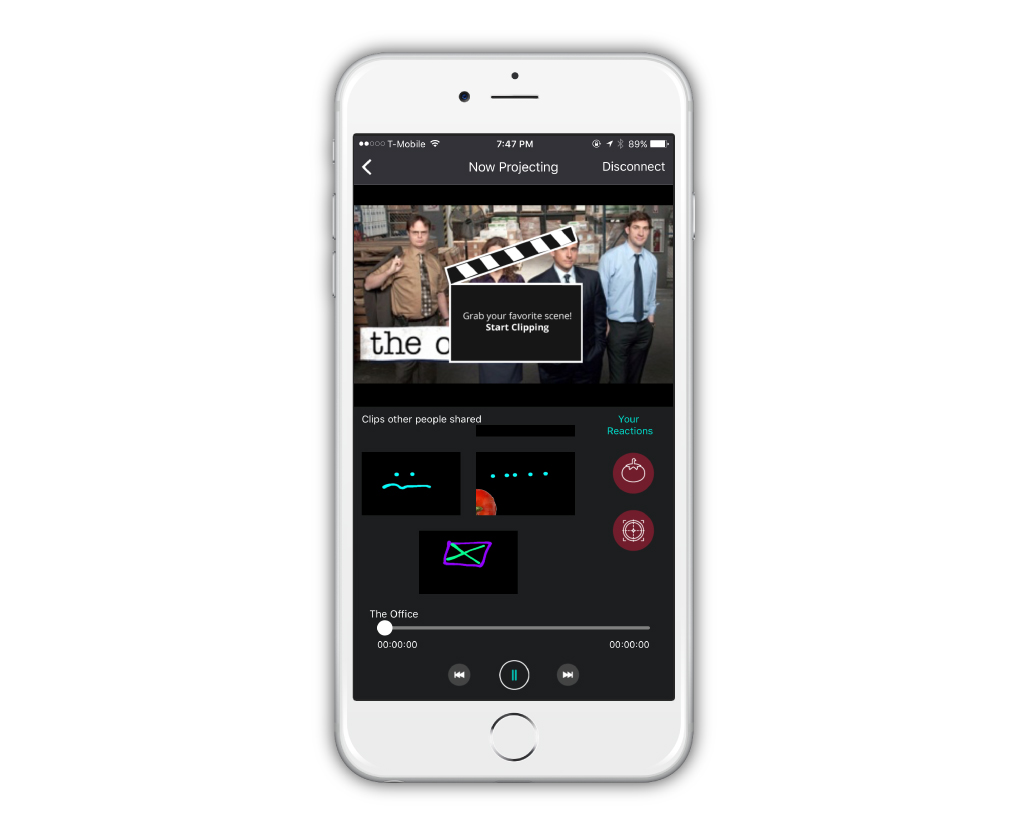 T-Mobile 7:47 PM 89%
Now Projecting Disconnect
Grab your favorite scene!
Start Clipping
the
Clips other people shared
Your
Reactions
The Office
00:00:00 00:00:00